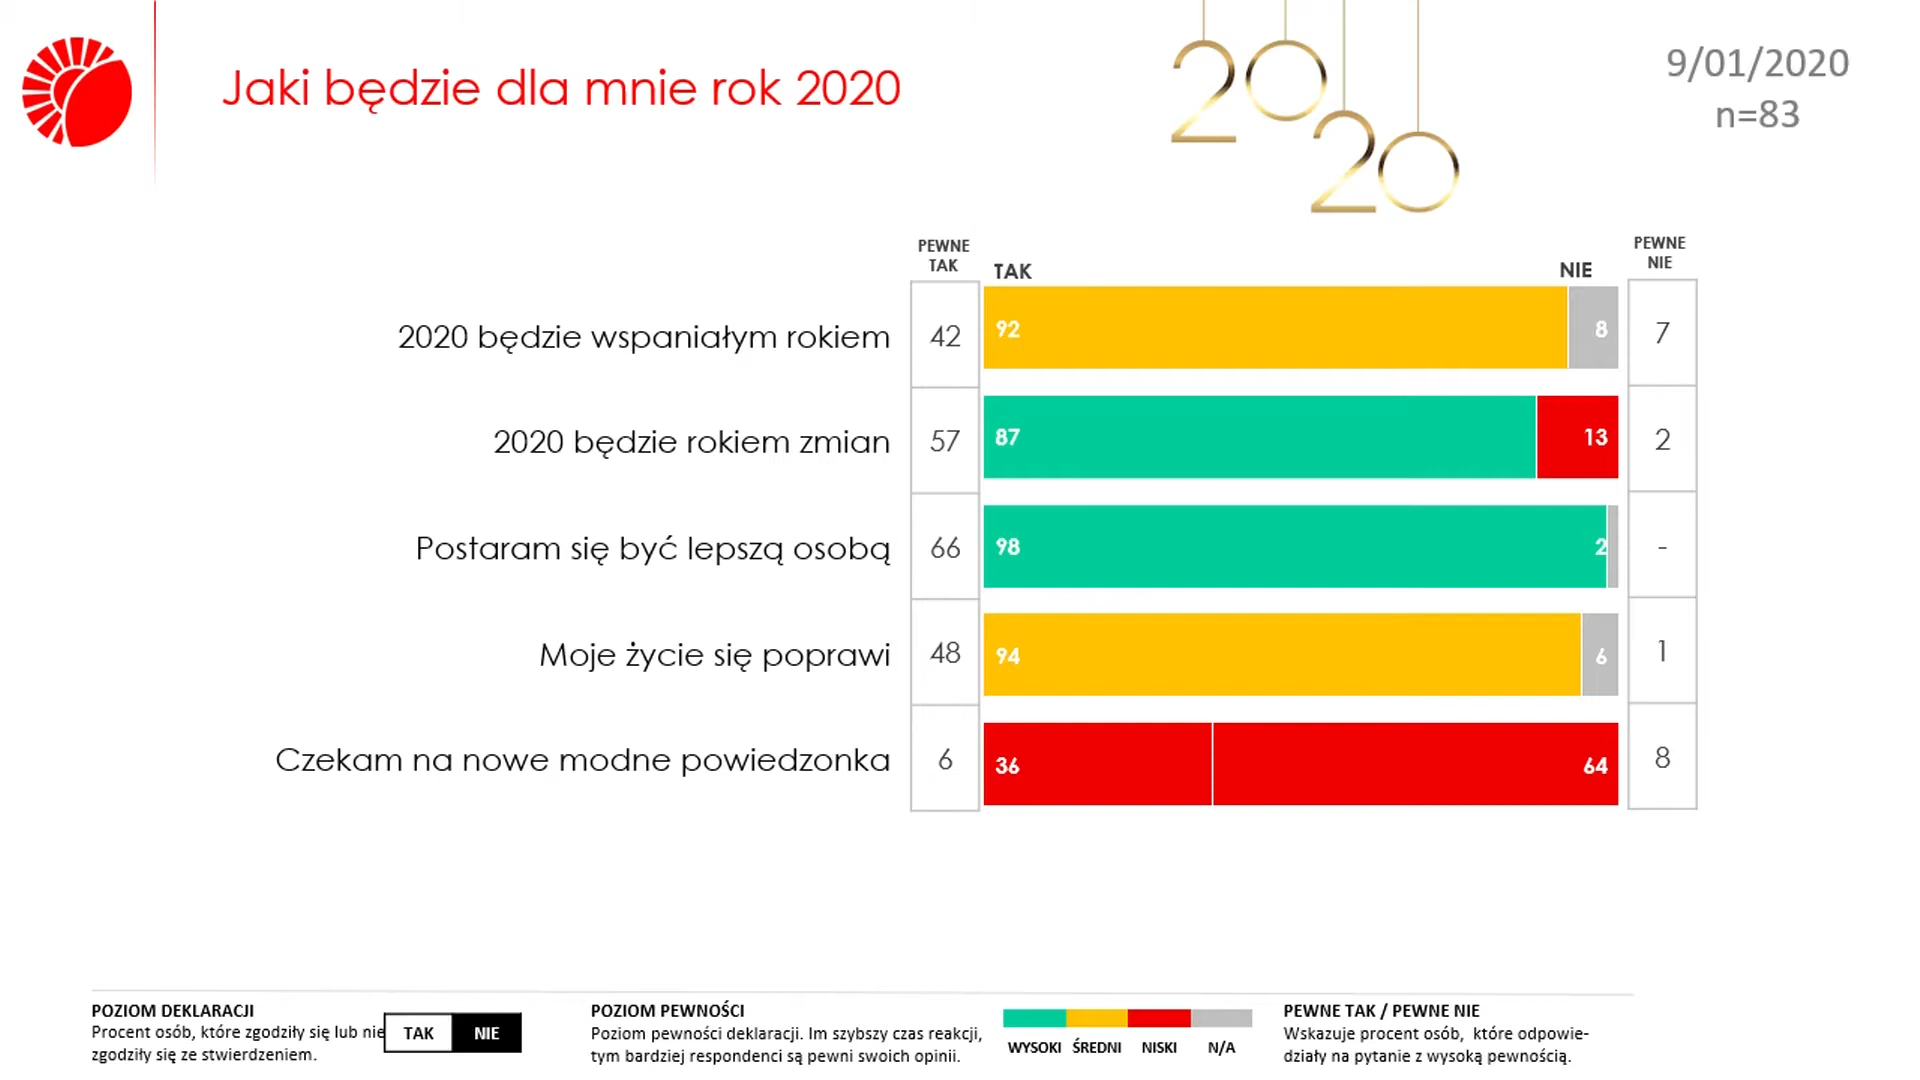 Jaki będzie dla mnie rok 2020
2020
9/01/2020
n=83
PEWNE
TAK
TAK
NIE
PEWNE
NIE
2020 będzie wspaniałym rokiem 42 92 8 7
2020 będzie rokiem zmian 57 87 13 2
Postaram się być lepszą osobą 66 98 2 -
Moje życie się poprawi 48 94 6 1
Czekam na nowe modne powiedzonka 6 36 64 8
POZIOM DEKLARACJI
Procent osób, które zgodziły się lub nie
zgodziły się ze stwierdzeniem.
TAK NIE
POZIOM PEWNOŚCI
Poziom pewności deklaracji. Im szybszy czas reakcji,
tym bardziej respondenci są pewni swoich opinii.
WYSOKI ŚREDNI NISKI N/A
PEWNE TAK / PEWNE NIE
Wskazuje procent osób, które odpowie-
działy na pytanie z wysoką pewnością.